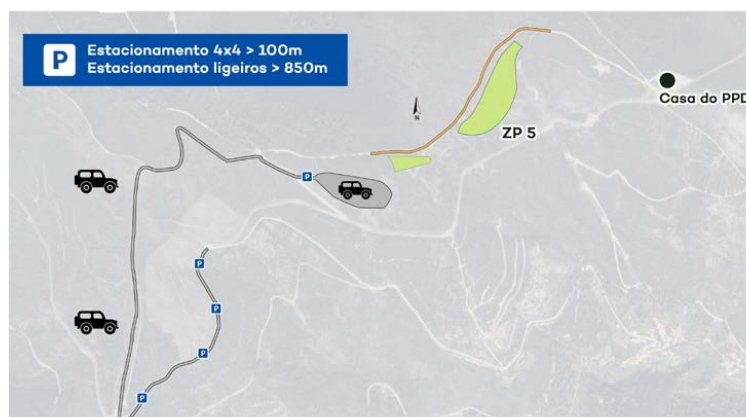 P
Estacionamento 4x4 > 100m
Estacionamento ligeiros > 850m
N
Casa do PPD
ZP 5
P
P
P
P
P